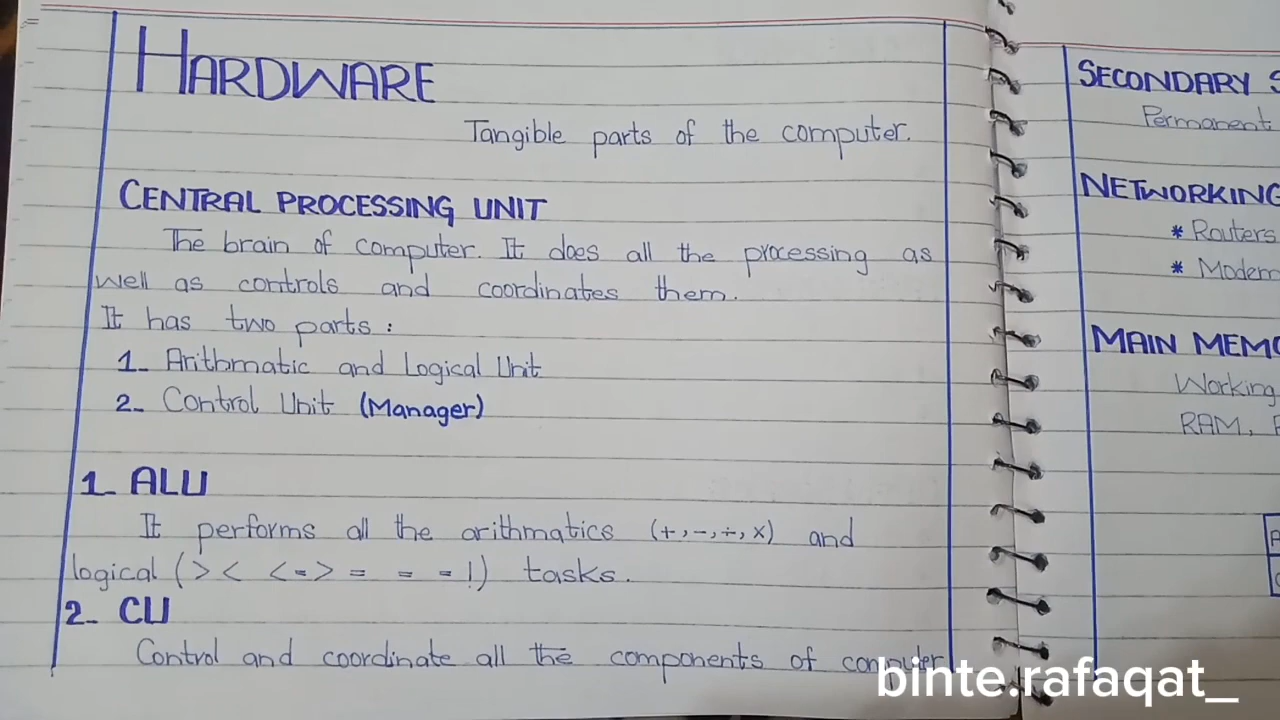 HARDWARE
Tangible parts of the computer.
CENTRAL PROCESSING UNIT
The brain of computer. It does all the processing as
well as controls and coordinates them.
It has two parts :
1- Arithmatic and Logical Unit
2- Control Unit (Manager)
1- ALU
It performs all the arithmatics (+,-,÷,x) and
logical (> < <=> = = =!) tasks.
2- CU
Control and coordinate all the components of computer
SECONDARY S
Permanent
NETWORKING
* Routers
* Modem
MAIN MEMO
Working
RAM,
binte.rafaqat_